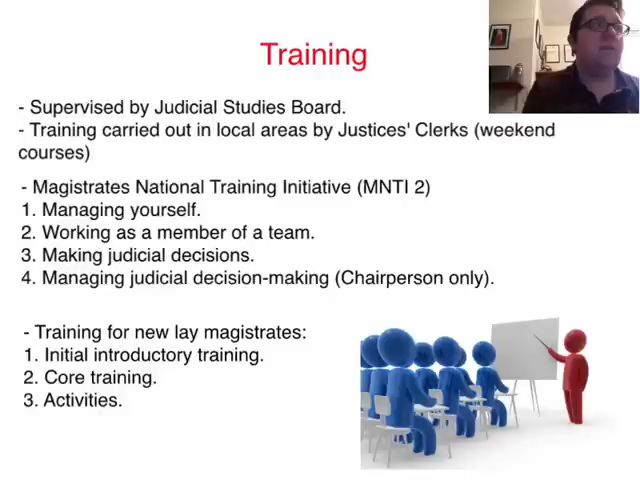 Training
- Supervised by Judicial Studies Board.
- Training carried out in local areas by Justices' Clerks (weekend
courses)
- Magistrates National Training Initiative (MNTI 2)
1. Managing yourself.
2. Working as a member of a team.
3. Making judicial decisions.
4. Managing judicial decision-making (Chairperson only).
- Training for new lay magistrates:
1. Initial introductory training.
2. Core training.
3. Activities.